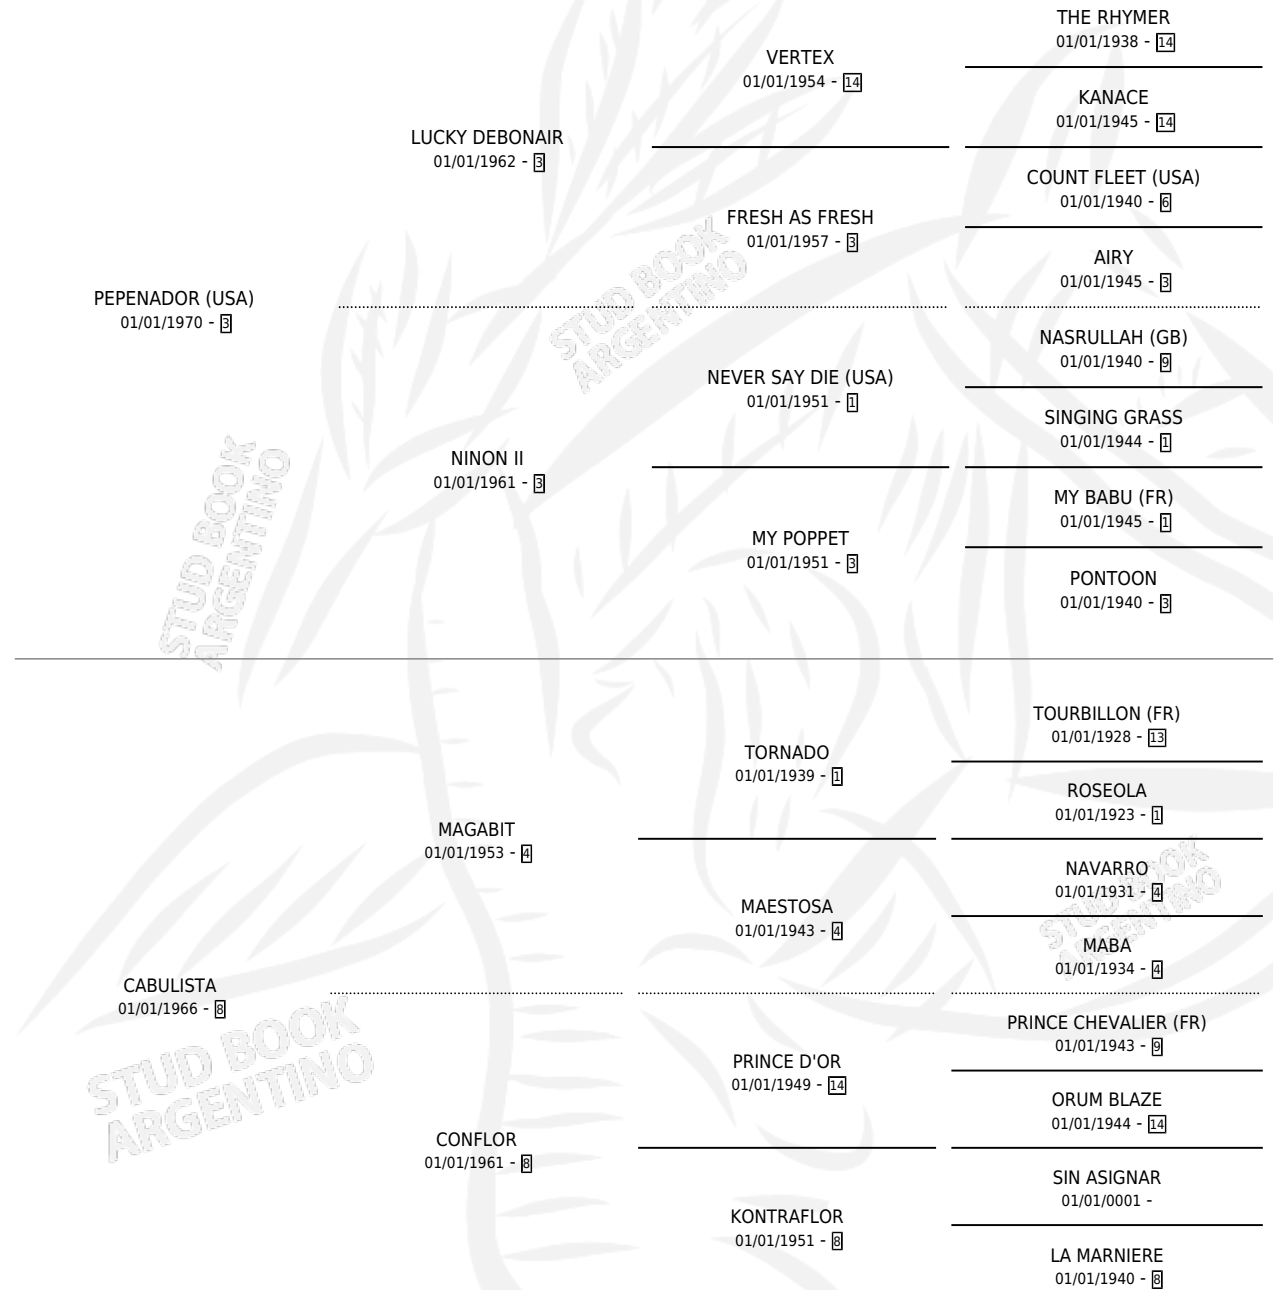 THE RHYMER
01/01/1938 - 14
VERTEX
01/01/1954 - 14
KANACE
01/01/1945 - 14
LUCKY DEBONAIR
01/01/1962 - 3
COUNT FLEET (USA)
01/01/1940 - 6
FRESH AS FRESH
01/01/1957 - 3
AIRY
01/01/1945 - 3
PEPENADOR (USA)
01/01/1970 - 3
NASRULLAH (GB)
01/01/1940 - 9
NEVER SAY DIE (USA)
01/01/1951 - 1
SINGING GRASS
01/01/1944 - 1
NINON II
01/01/1961 - 3
MY BABU (FR)
01/01/1945 - 1
MY POPPET
01/01/1951 - 3
PONTOON
01/01/1940 - 3
TOURBILLON (FR)
01/01/1928 - 13
TORNADO
01/01/1939 - 1
ROSEOLA
01/01/1923 - 1
MAGABIT
01/01/1953 - 4
NAVARRO
01/01/1931 - 4
MAESTOSA
01/01/1943 - 4
MABA
01/01/1934 - 4
CABULISTA
01/01/1966 - 8
PRINCE CHEVALIER (FR)
01/01/1943 - 9
PRINCE D'OR
01/01/1949 - 14
ORUM BLAZE
01/01/1944 - 14
CONFLOR
01/01/1961 - 8
SIN ASIGNAR
01/01/0001 -
KONTRAFLOR
01/01/1951 - 8
LA MARNIERE
01/01/1940 - 8
STUD BOOK
ARGENTINO
STUD BOOK
ARGENTINO
STUD BOOK
ARGENTINO
STUD BOOK
ARGENTINO